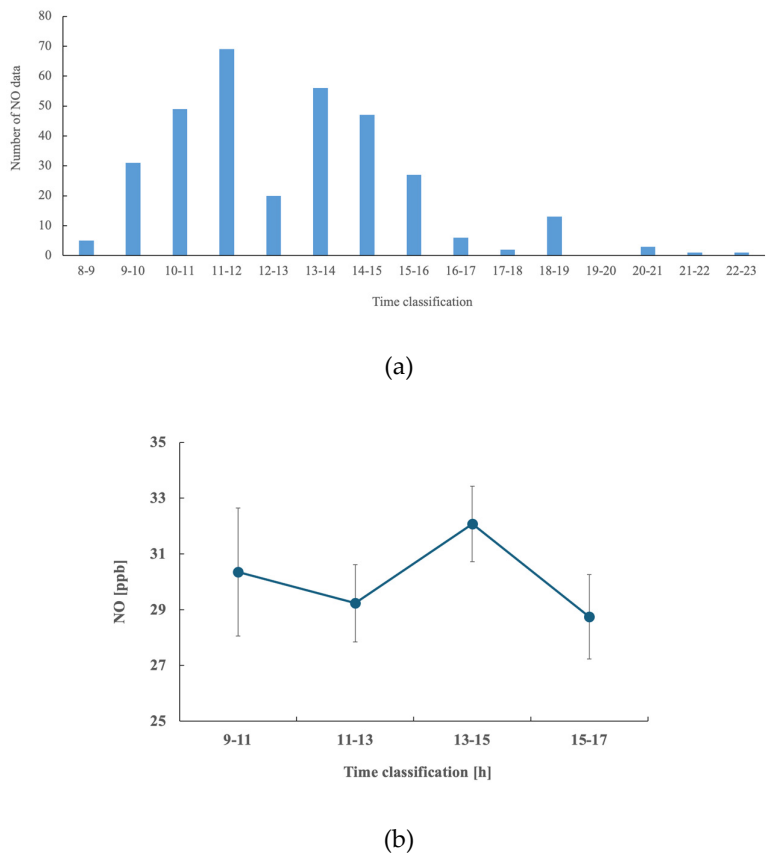 80
70
60
50
40
30
20
10
0
Number of NO data
8-9 9-10 10-11 11-12 12-13 13-14 14-15 15-16 16-17 17-18 18-19 19-20 20-21 21-22 22-23
Time classification
(a)
35
33
31
29
27
25
NO [ppb]
9-11 11-13 13-15 15-17
Time classification [h]
(b)